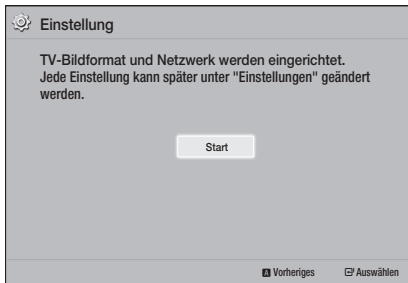 Einstellung
TV-Bildformat und Netzwerk werden eingerichtet.
Jede Einstellung kann später unter "Einstellungen" geändert
werden.
Start
A Vorheriges Auswählen